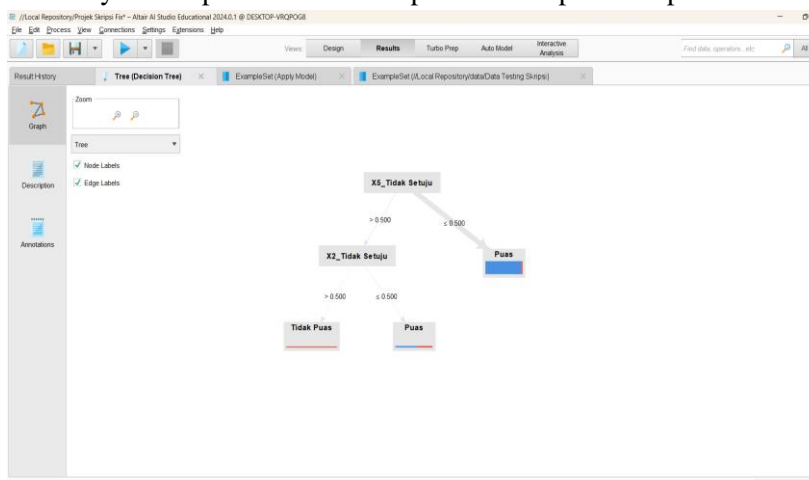 //Local Repository/Projek Skripsi Fix* – Altair AI Studio Educational 2024.0.1 @ DESKTOP-VRQPOG8
File Edit Process View Connections Settings Extensions Help
Views: Design Results Turbo Prep Auto Model Interactive Analysis
Find data, operators...etc
All
Result History Tree (Decision Tree) ExampleSet (Apply Model) ExampleSet (//Local Repository/data/Data Testing Skripsi)
Graph
Description
Annotations
Zoom
Tree
Node Labels
Edge Labels
X5_Tidak Setuju
> 0.500 ≤ 0.500
X2_Tidak Setuju Puas
> 0.500 ≤ 0.500
Tidak Puas Puas